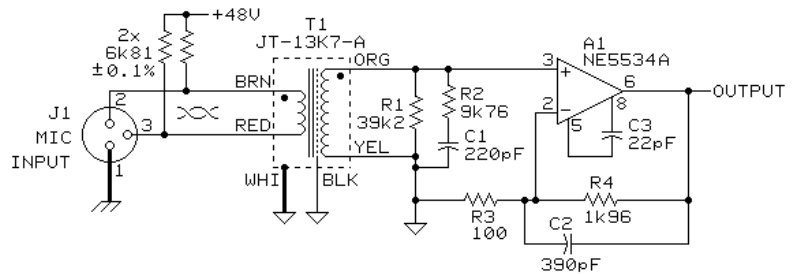 +48V
2x
6k81
±0.1%
T1
JT-13K7-A
A1
NE5534A
BRN
ORG
3
6
OUTPUT
2
J1
MIC
INPUT
3
1
RED
R1
39k2
R2
9k76
C1
220pF
2
5
8
C3
22pF
YEL
WHI
BLK
R3
100
R4
1k96
C2
390pF
+
−